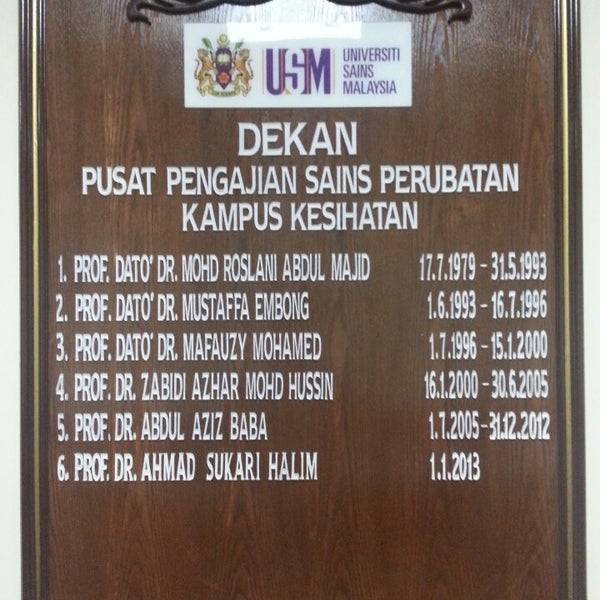 USM UNIVERSITI
SAINS
MALAYSIA
DEKAN
PUSAT PENGAJIAN SAINS PERUBATAN
KAMPUS KESIHATAN
1. PROF. DATO' DR. MOHD ROSLANI ABDUL MAJID 17.7.1979 - 31.5.1993
2. PROF. DATO' DR. MUSTAFFA EMBONG 1.6.1993 - 16.7.1996
3. PROF. DATO' DR. MAFAUZY MOHAMED 1.7.1996 - 15.1.2000
4. PROF. DR. ZABIDI AZHAR MOHD HUSSIN 16.1.2000 - 30.6.2005
5. PROF. DR. ABDUL AZIZ BABA 1.7.2005 - 31.12.2012
6. PROF. DR. AHMAD SUKARI HALIM 1.1.2013